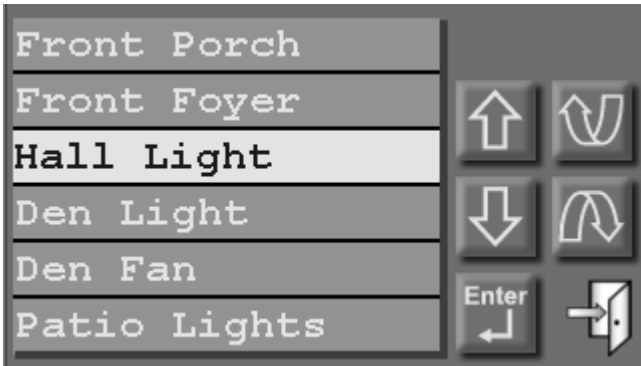 Front Porch
Front Foyer
Hall Light
Den Light
Den Fan
Patio Lights
Enter